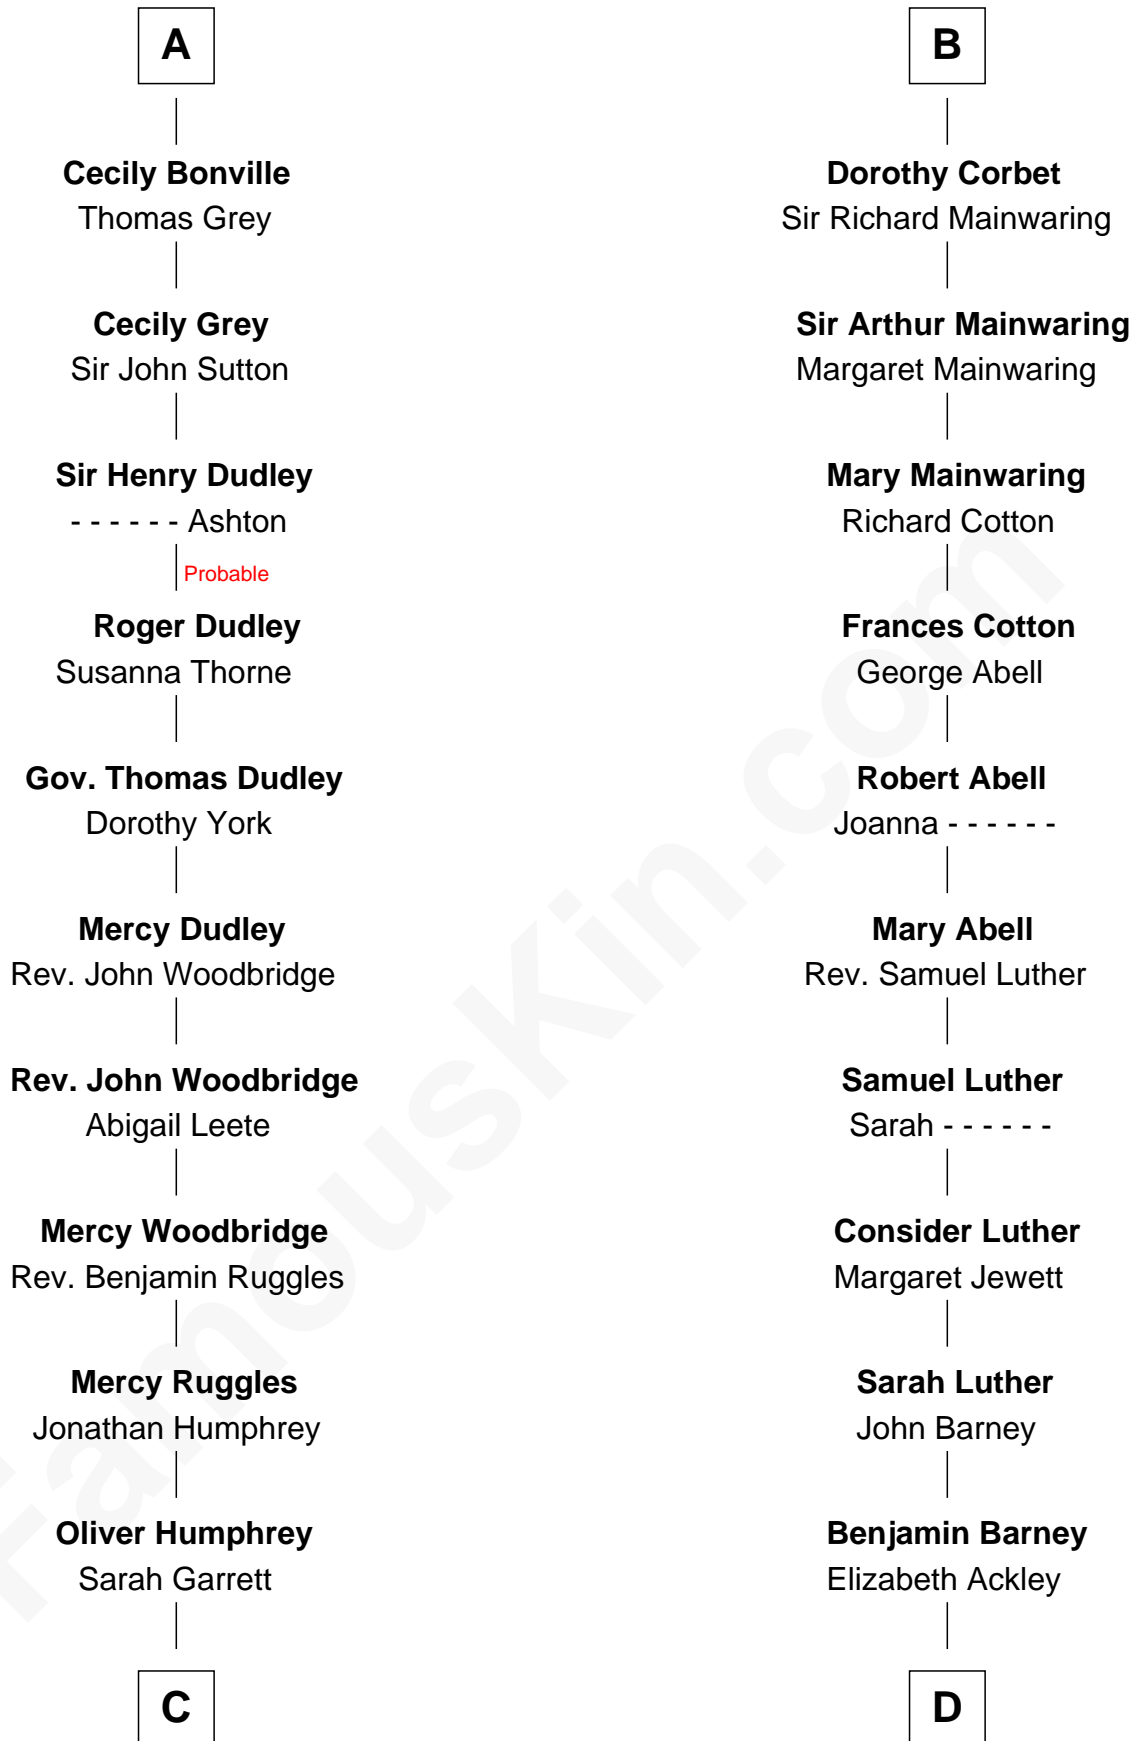 A
Cecily Bonville
Thomas Grey
Cecily Grey
Sir John Sutton
Sir Henry Dudley
- - - - - - Ashton
Probable
Roger Dudley
Susanna Thorne
Gov. Thomas Dudley
Dorothy York
Mercy Dudley
Rev. John Woodbridge
Rev. John Woodbridge
Abigail Leete
Mercy Woodbridge
Rev. Benjamin Ruggles
Mercy Ruggles
Jonathan Humphrey
Oliver Humphrey
Sarah Garrett
C
B
Dorothy Corbet
Sir Richard Mainwaring
Sir Arthur Mainwaring
Margaret Mainwaring
Mary Mainwaring
Richard Cotton
Frances Cotton
George Abell
Robert Abell
Joanna - - - - - -
Mary Abell
Rev. Samuel Luther
Samuel Luther
Sarah - - - - - -
Consider Luther
Margaret Jewett
Sarah Luther
John Barney
Benjamin Barney
Elizabeth Ackley
D
FamousKin.com